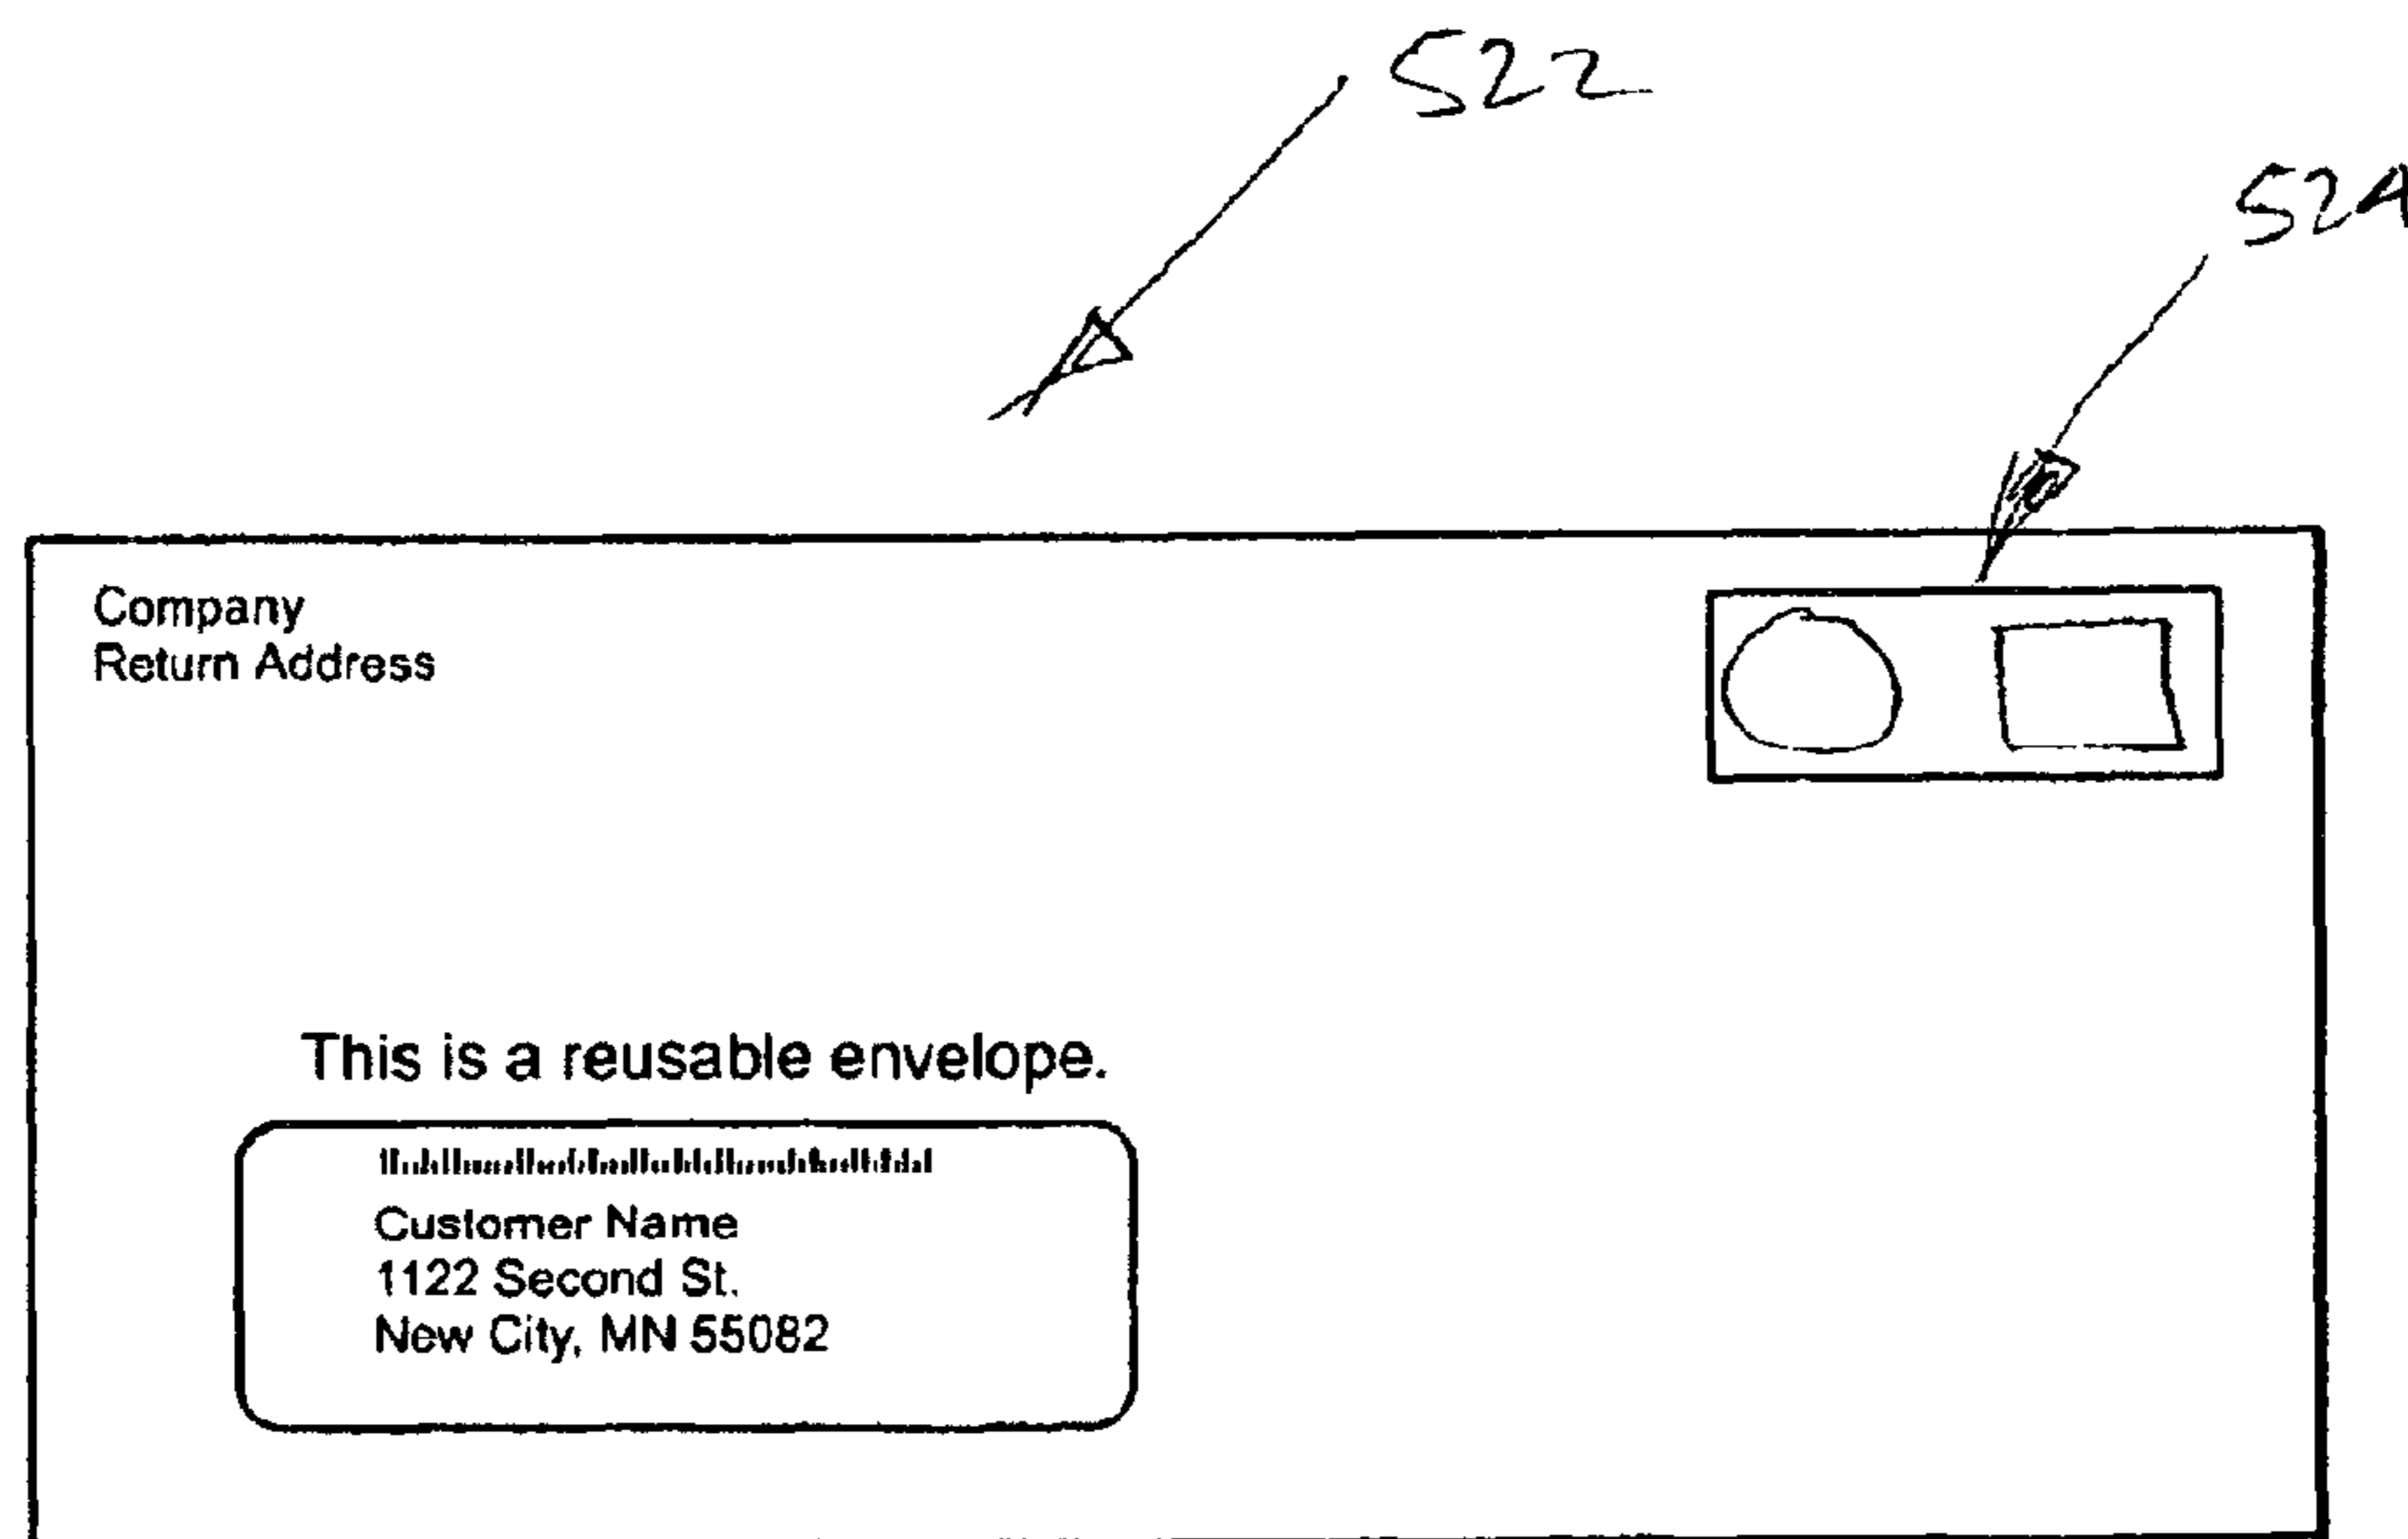 522
524
Company
Return Address
This is a reusable envelope.
Customer Name
1122 Second St.
New City, MN 55082